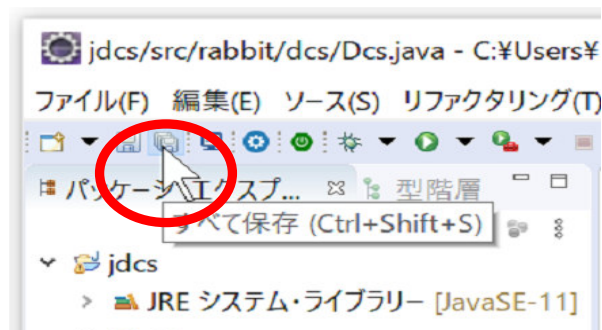 jdcs/src/rabbit/dcs/Dcs.java - C:¥Users¥
ファイル(F) 編集(E) ソース(S) リファクタリング(T)
パッケージ・エクスプ... 型階層
すべて保存 (Ctrl+Shift+S)
jdcs
JRE システム・ライブラリー [JavaSE-11]